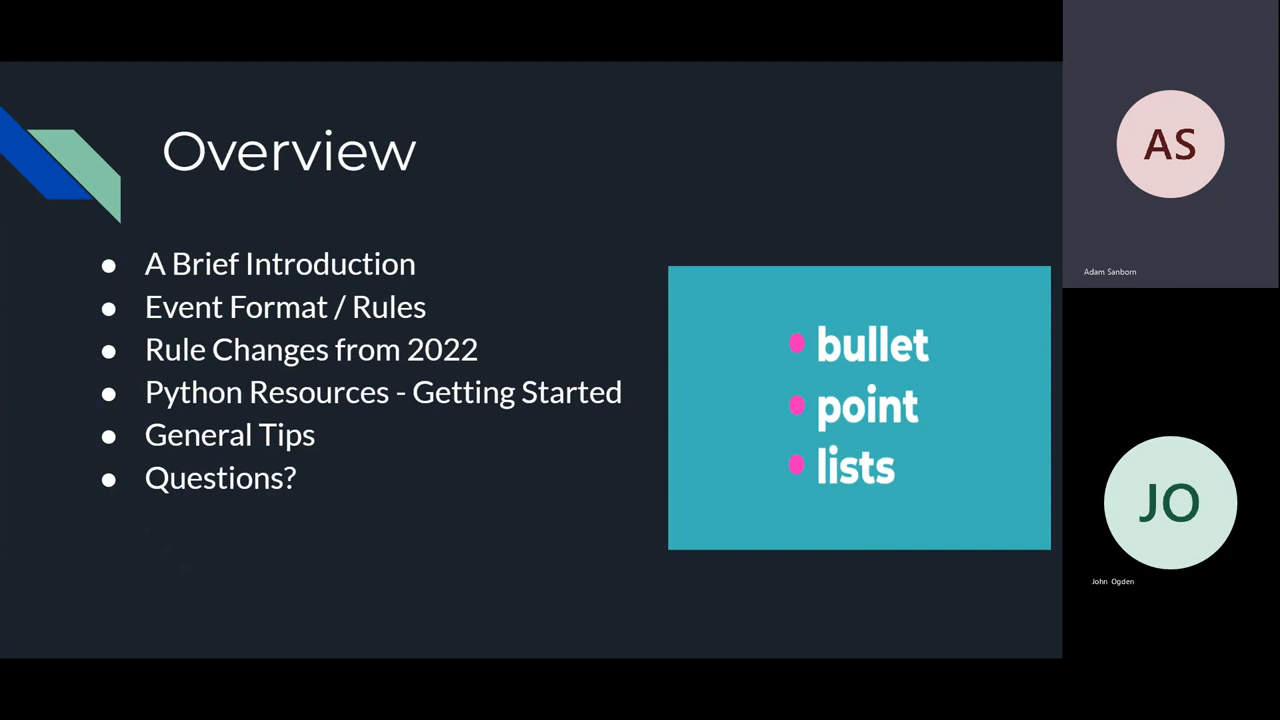 Overview
● A Brief Introduction
● Event Format / Rules
● Rule Changes from 2022
● Python Resources - Getting Started
● General Tips
● Questions?
● bullet
● point
● lists
AS
Adam Sanborn
JO
John Ogden